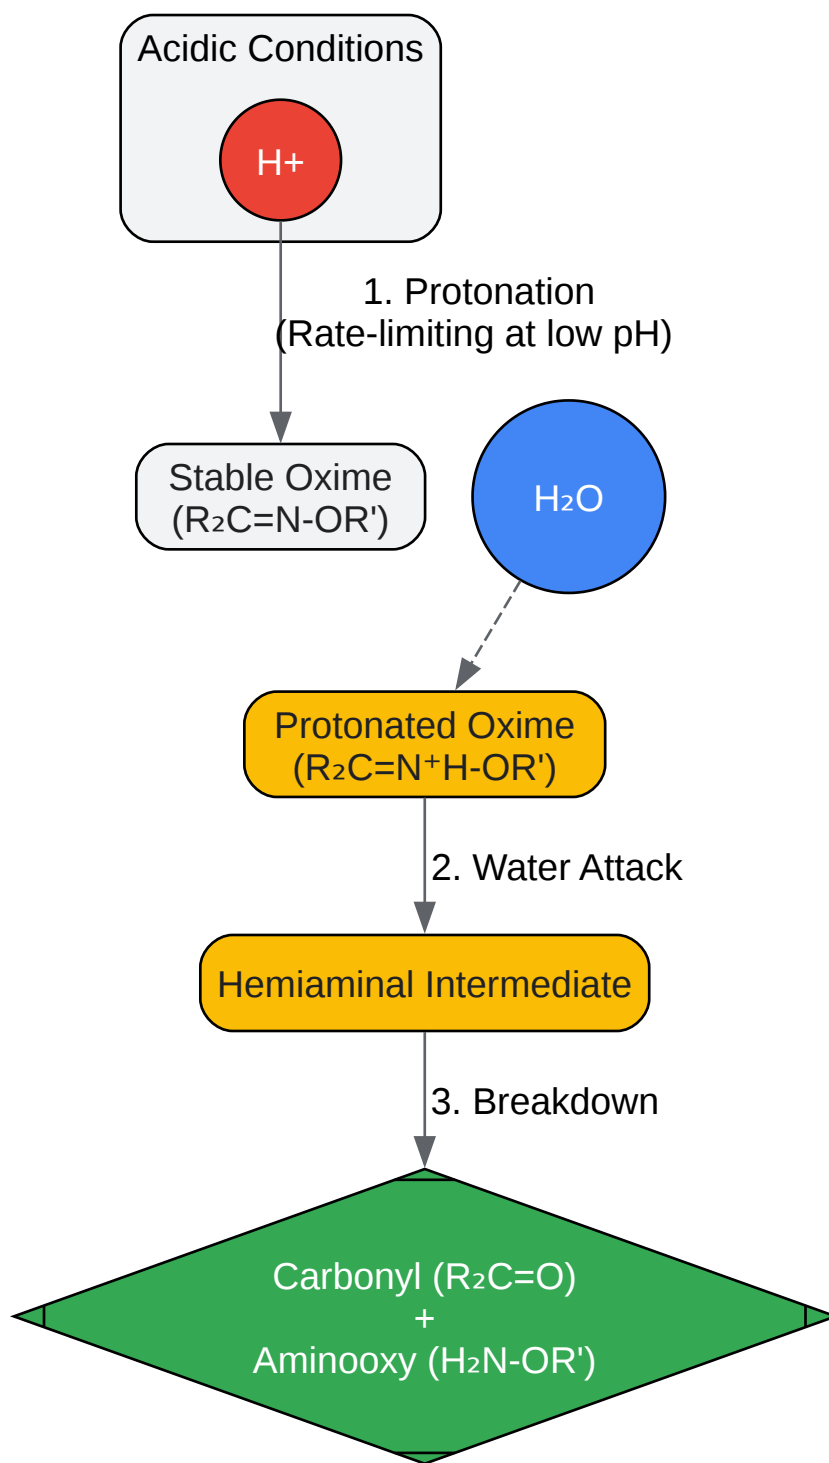 Acidic Conditions
H+
1. Protonation
(Rate-limiting at low pH)
Stable Oxime
(R₂C=N-OR')
H₂O
Protonated Oxime
(R₂C=N⁺H-OR')
2. Water Attack
Hemiaminal Intermediate
3. Breakdown
Carbonyl (R₂C=O)
+
Aminooxy (H₂N-OR')